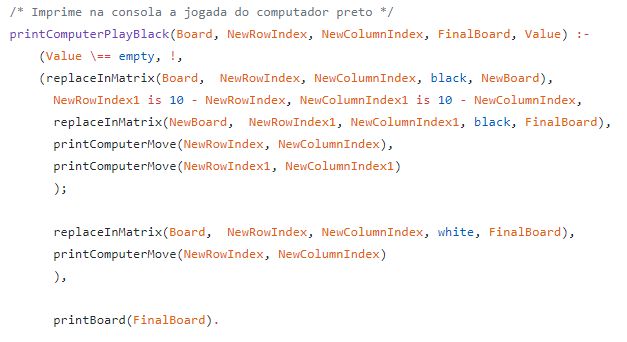 /* Imprime na consola a jogada do computador preto */
printComputerPlayBlack(Board, NewRowIndex, NewColumnIndex, FinalBoard, Value) :-
    (Value \== empty, !,
    (replaceInMatrix(Board,  NewRowIndex, NewColumnIndex, black, NewBoard),
      NewRowIndex1 is 10 - NewRowIndex, NewColumnIndex1 is 10 - NewColumnIndex,
      replaceInMatrix(NewBoard,  NewRowIndex1, NewColumnIndex1, black, FinalBoard),
      printComputerMove(NewRowIndex, NewColumnIndex),
      printComputerMove(NewRowIndex1, NewColumnIndex1)
      );

      replaceInMatrix(Board,  NewRowIndex, NewColumnIndex, white, FinalBoard),
      printComputerMove(NewRowIndex, NewColumnIndex)
      ),

      printBoard(FinalBoard).